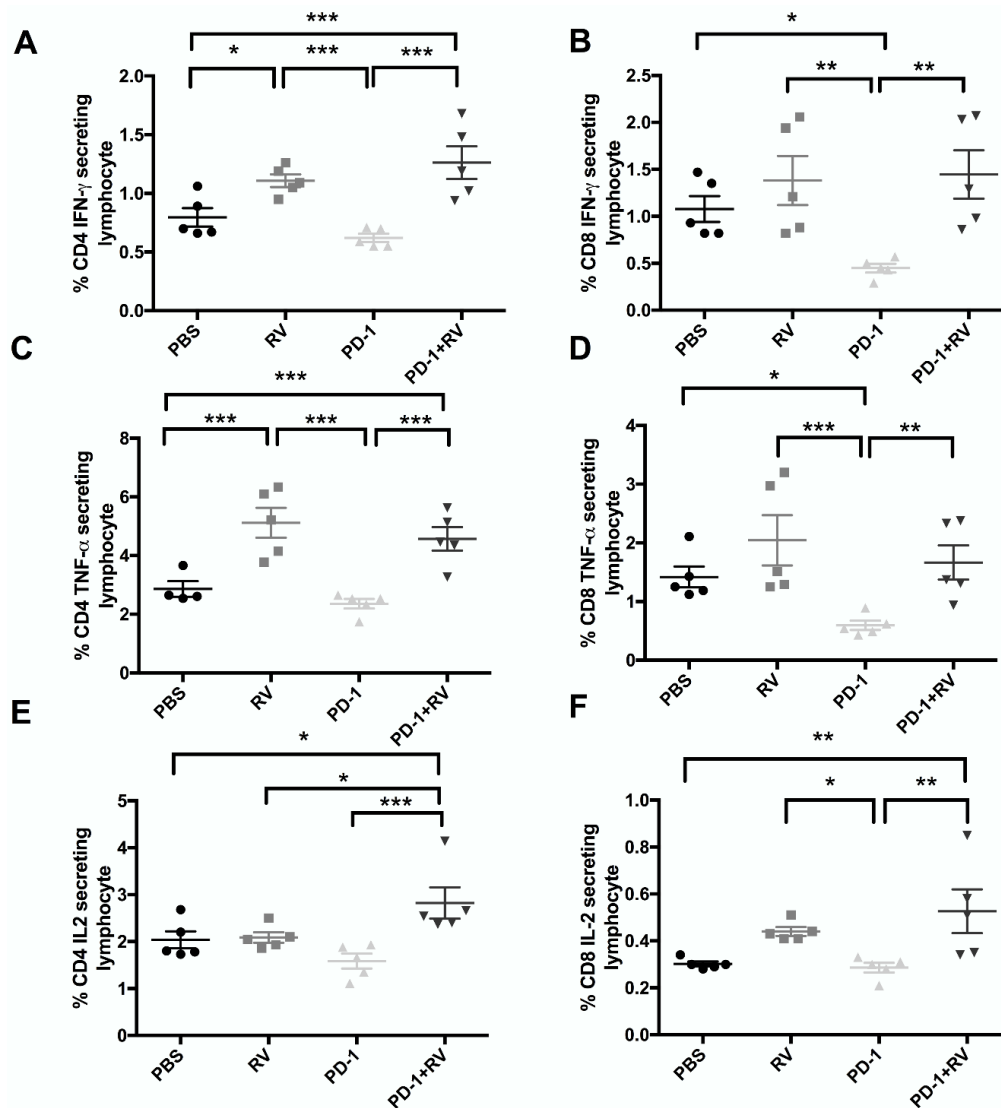 A
***
*
***
***
% CD4 IFN-γ secreting
lymphocyte
2.0
1.5
1.0
0.5
0.0
PBS
RV
PD-1
PD-1+RV
B
*
**
**
% CD8 IFN-γ secreting
lymphocyte
2.5
2.0
1.5
1.0
0.5
0.0
PBS
RV
PD-1
PD-1+RV
C
***
***
***
***
% CD4 TNF-α secreting
lymphocyte
8
6
4
2
0
PBS
RV
PD-1
PD-1+RV
D
*
***
**
% CD8 TNF-α secreting
lymphocyte
4
3
2
1
0
PBS
RV
PD-1
PD-1+RV
E
*
*
***
% CD4 IL2 secreting
lymphocyte
5
4
3
2
1
0
PBS
RV
PD-1
PD-1+RV
F
**
*
**
% CD8 IL-2 secreting
lymphocyte
1.0
0.8
0.6
0.4
0.2
0.0
PBS
RV
PD-1
PD-1+RV